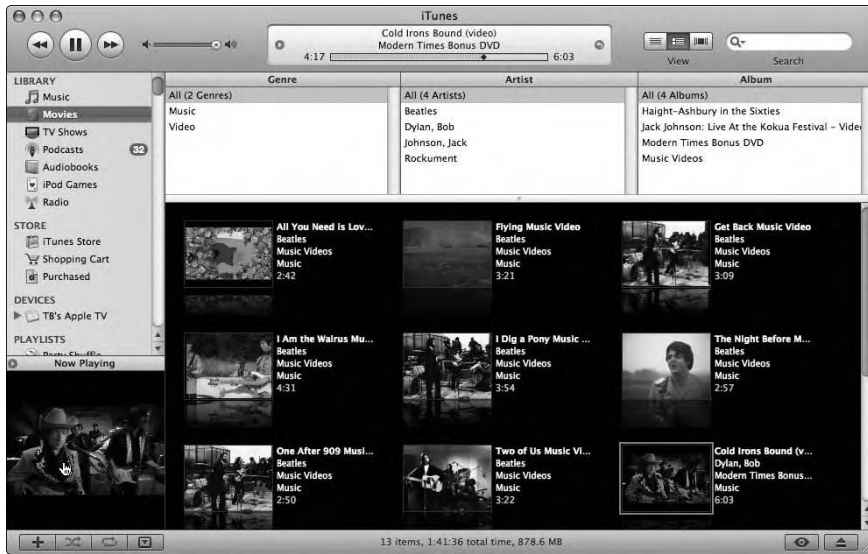 iTunes
Cold Irons Bound (video)
Modern Times Bonus DVD
4:17
6:03
View
Search
LIBRARY
Music
Movies
TV Shows
Podcasts 32
Audiobooks
iPod Games
Radio
STORE
iTunes Store
Shopping Cart
Purchased
DEVICES
TB's Apple TV
PLAYLISTS
Party Shuffle
Now Playing
Genre
All (2 Genres)
Music
Video
Artist
All (4 Artists)
Beatles
Dylan, Bob
Johnson, Jack
Rockument
Album
All (4 Albums)
Haight-Ashbury in the Sixties
Jack Johnson: Live At the Kokua Festival - Vide
Modern Times Bonus DVD
Music Videos
All You Need is Lov...
Beatles
Music Videos
Music
2:42
Flying Music Video
Beatles
Music Videos
Music
3:21
Get Back Music Video
Beatles
Music Videos
Music
3:09
I Am the Walrus Mu...
Beatles
Music Videos
Music
4:31
I Dig a Pony Music ...
Beatles
Music Videos
Music
3:54
The Night Before M...
Beatles
Music Videos
Music
2:57
One After 909 Musi...
Beatles
Music Videos
Music
2:50
Two of Us Music Vi...
Beatles
Music Videos
Music
3:22
Cold Irons Bound (v...
Dylan, Bob
Modern Times Bonus...
Music
6:03
13 items, 1:41:36 total time, 878.6 MB